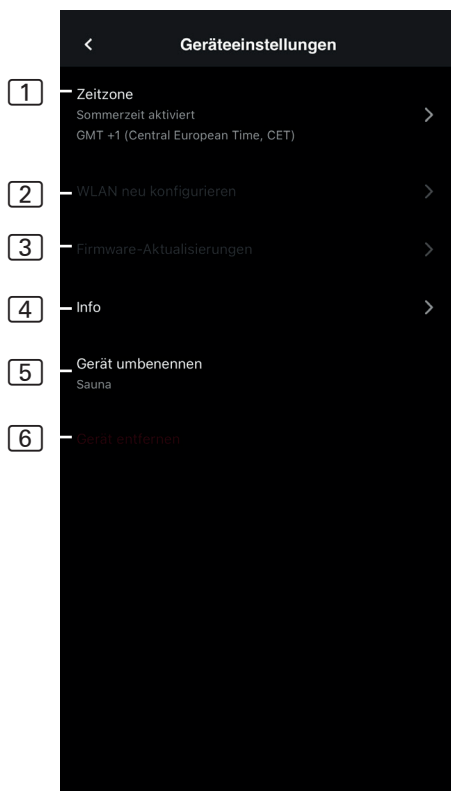 Geräteeinstellungen
1
Zeitzone
Sommerzeit aktiviert
GMT +1 (Central European Time, CET)
2
WLAN neu konfigurieren
3
Firmware-Aktualisierungen
4
Info
5
Gerät umbenennen
Sauna
6
Gerät entfernen